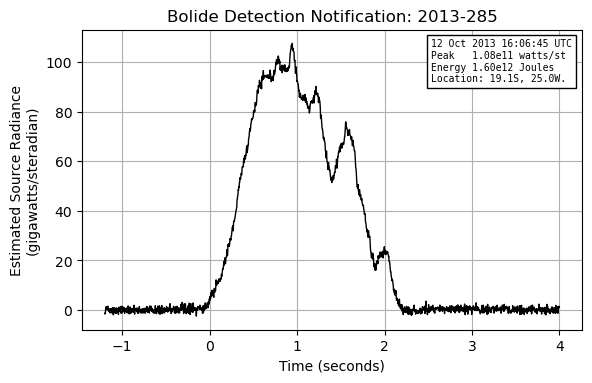 Bolide Detection Notification: 2013-285
12 Oct 2013 16:06:45 UTC
Peak   1.08e11 watts/st
Energy 1.60e12 Joules
Location: 19.1S, 25.0W.
Estimated Source Radiance
(gigawatts/steradian)
100
80
60
40
20
0
−1 0 1 2 3 4
Time (seconds)